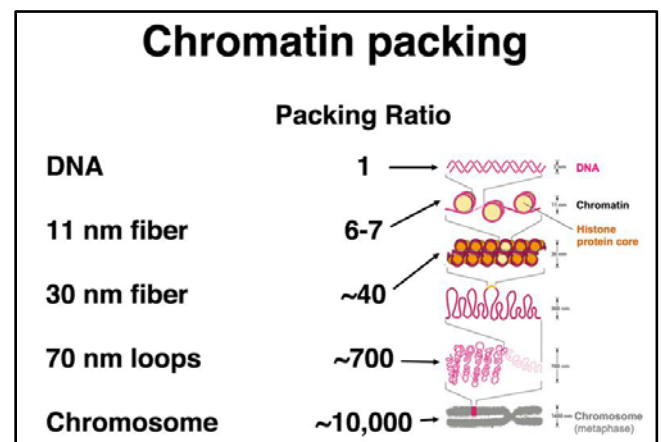 Chromatin packing
Packing Ratio
DNA 1 DNA
Chromatin
11 nm fiber 6-7 Histone
protein core
30 nm fiber ~40
70 nm loops ~700
Chromosome ~10,000 Chromosome
(metaphase)